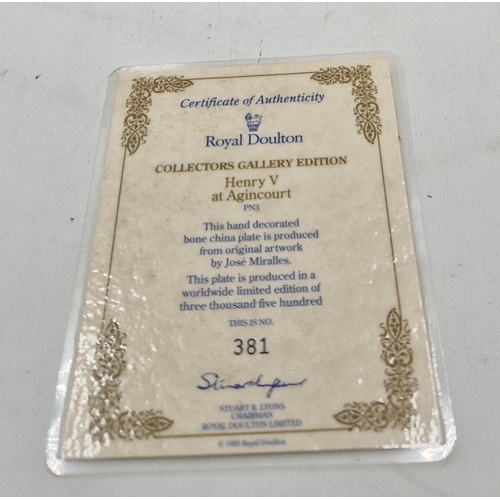 Certificate of Authenticity
Royal Doulton
COLLECTORS GALLERY EDITION
Henry V
at Agincourt
PN3
This hand decorated
bone china plate is produced
from original artwork
by José Miralles.
This plate is produced in a
worldwide limited edition of
three thousand five hundred
THIS IS NO.
381
STUART R. LYONS
CHAIRMAN
ROYAL DOULTON LIMITED
Royal Doulton